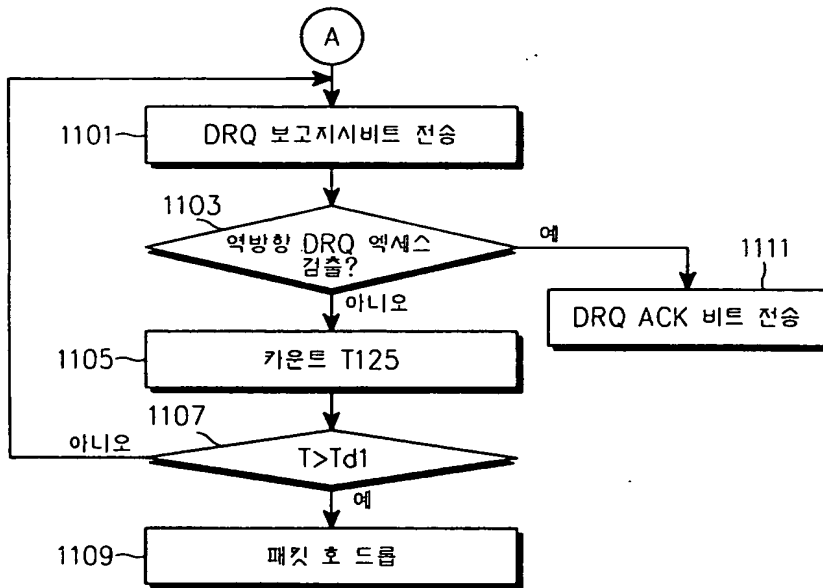 A
1101
DRQ 보고지시비트 전송
1103
역방향 DRQ 엑세스
검출?
예
1111
아니오
DRQ ACK 비트 전송
1105
카운트 T125
1107
아니오
T>Td1
예
1109
패킷 호 드롭